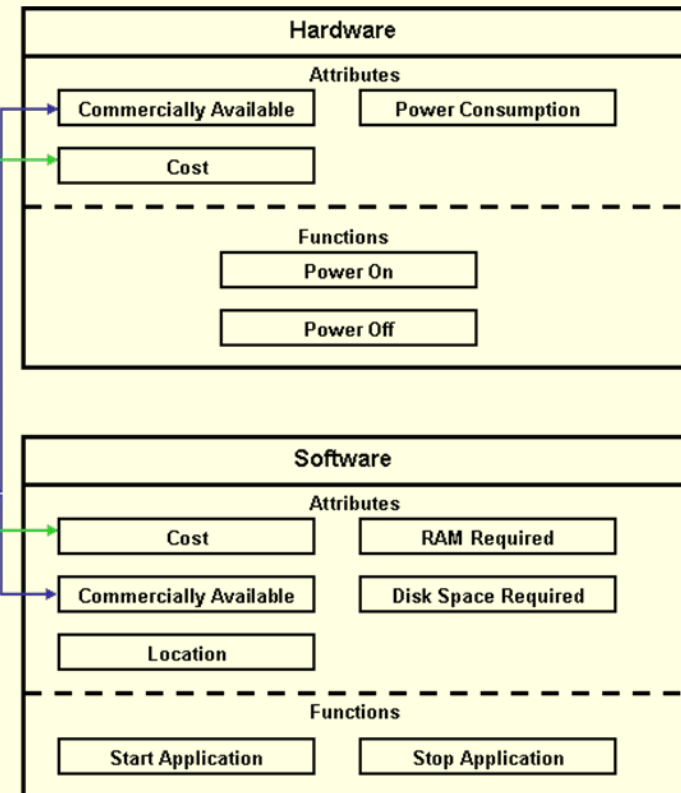 Hardware
Attributes
Commercially Available
Power Consumption
Cost
Functions
Power On
Power Off
Software
Attributes
Cost
RAM Required
Commercially Available
Disk Space Required
Location
Functions
Start Application
Stop Application